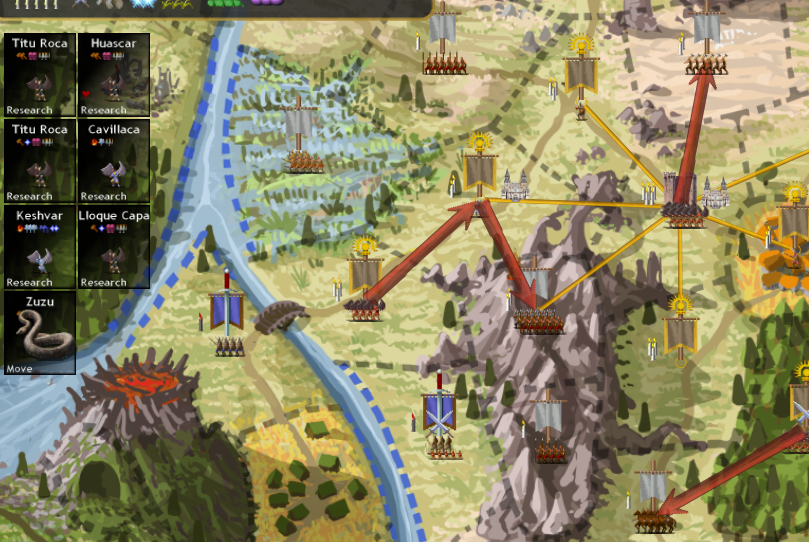 Titu Roca
Research
Huascar
Research
Titu Roca
Research
Cavillaca
Research
Keshvar
Research
Lloque Capa
Research
Zuzu
Move